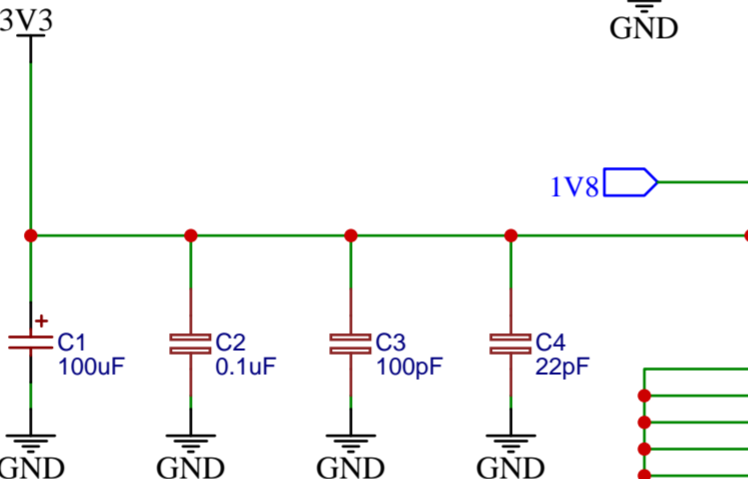 3V3
GND
1V8
+
C1
100uF
C2
0.1uF
C3
100pF
C4
22pF
GND
GND
GND
GND